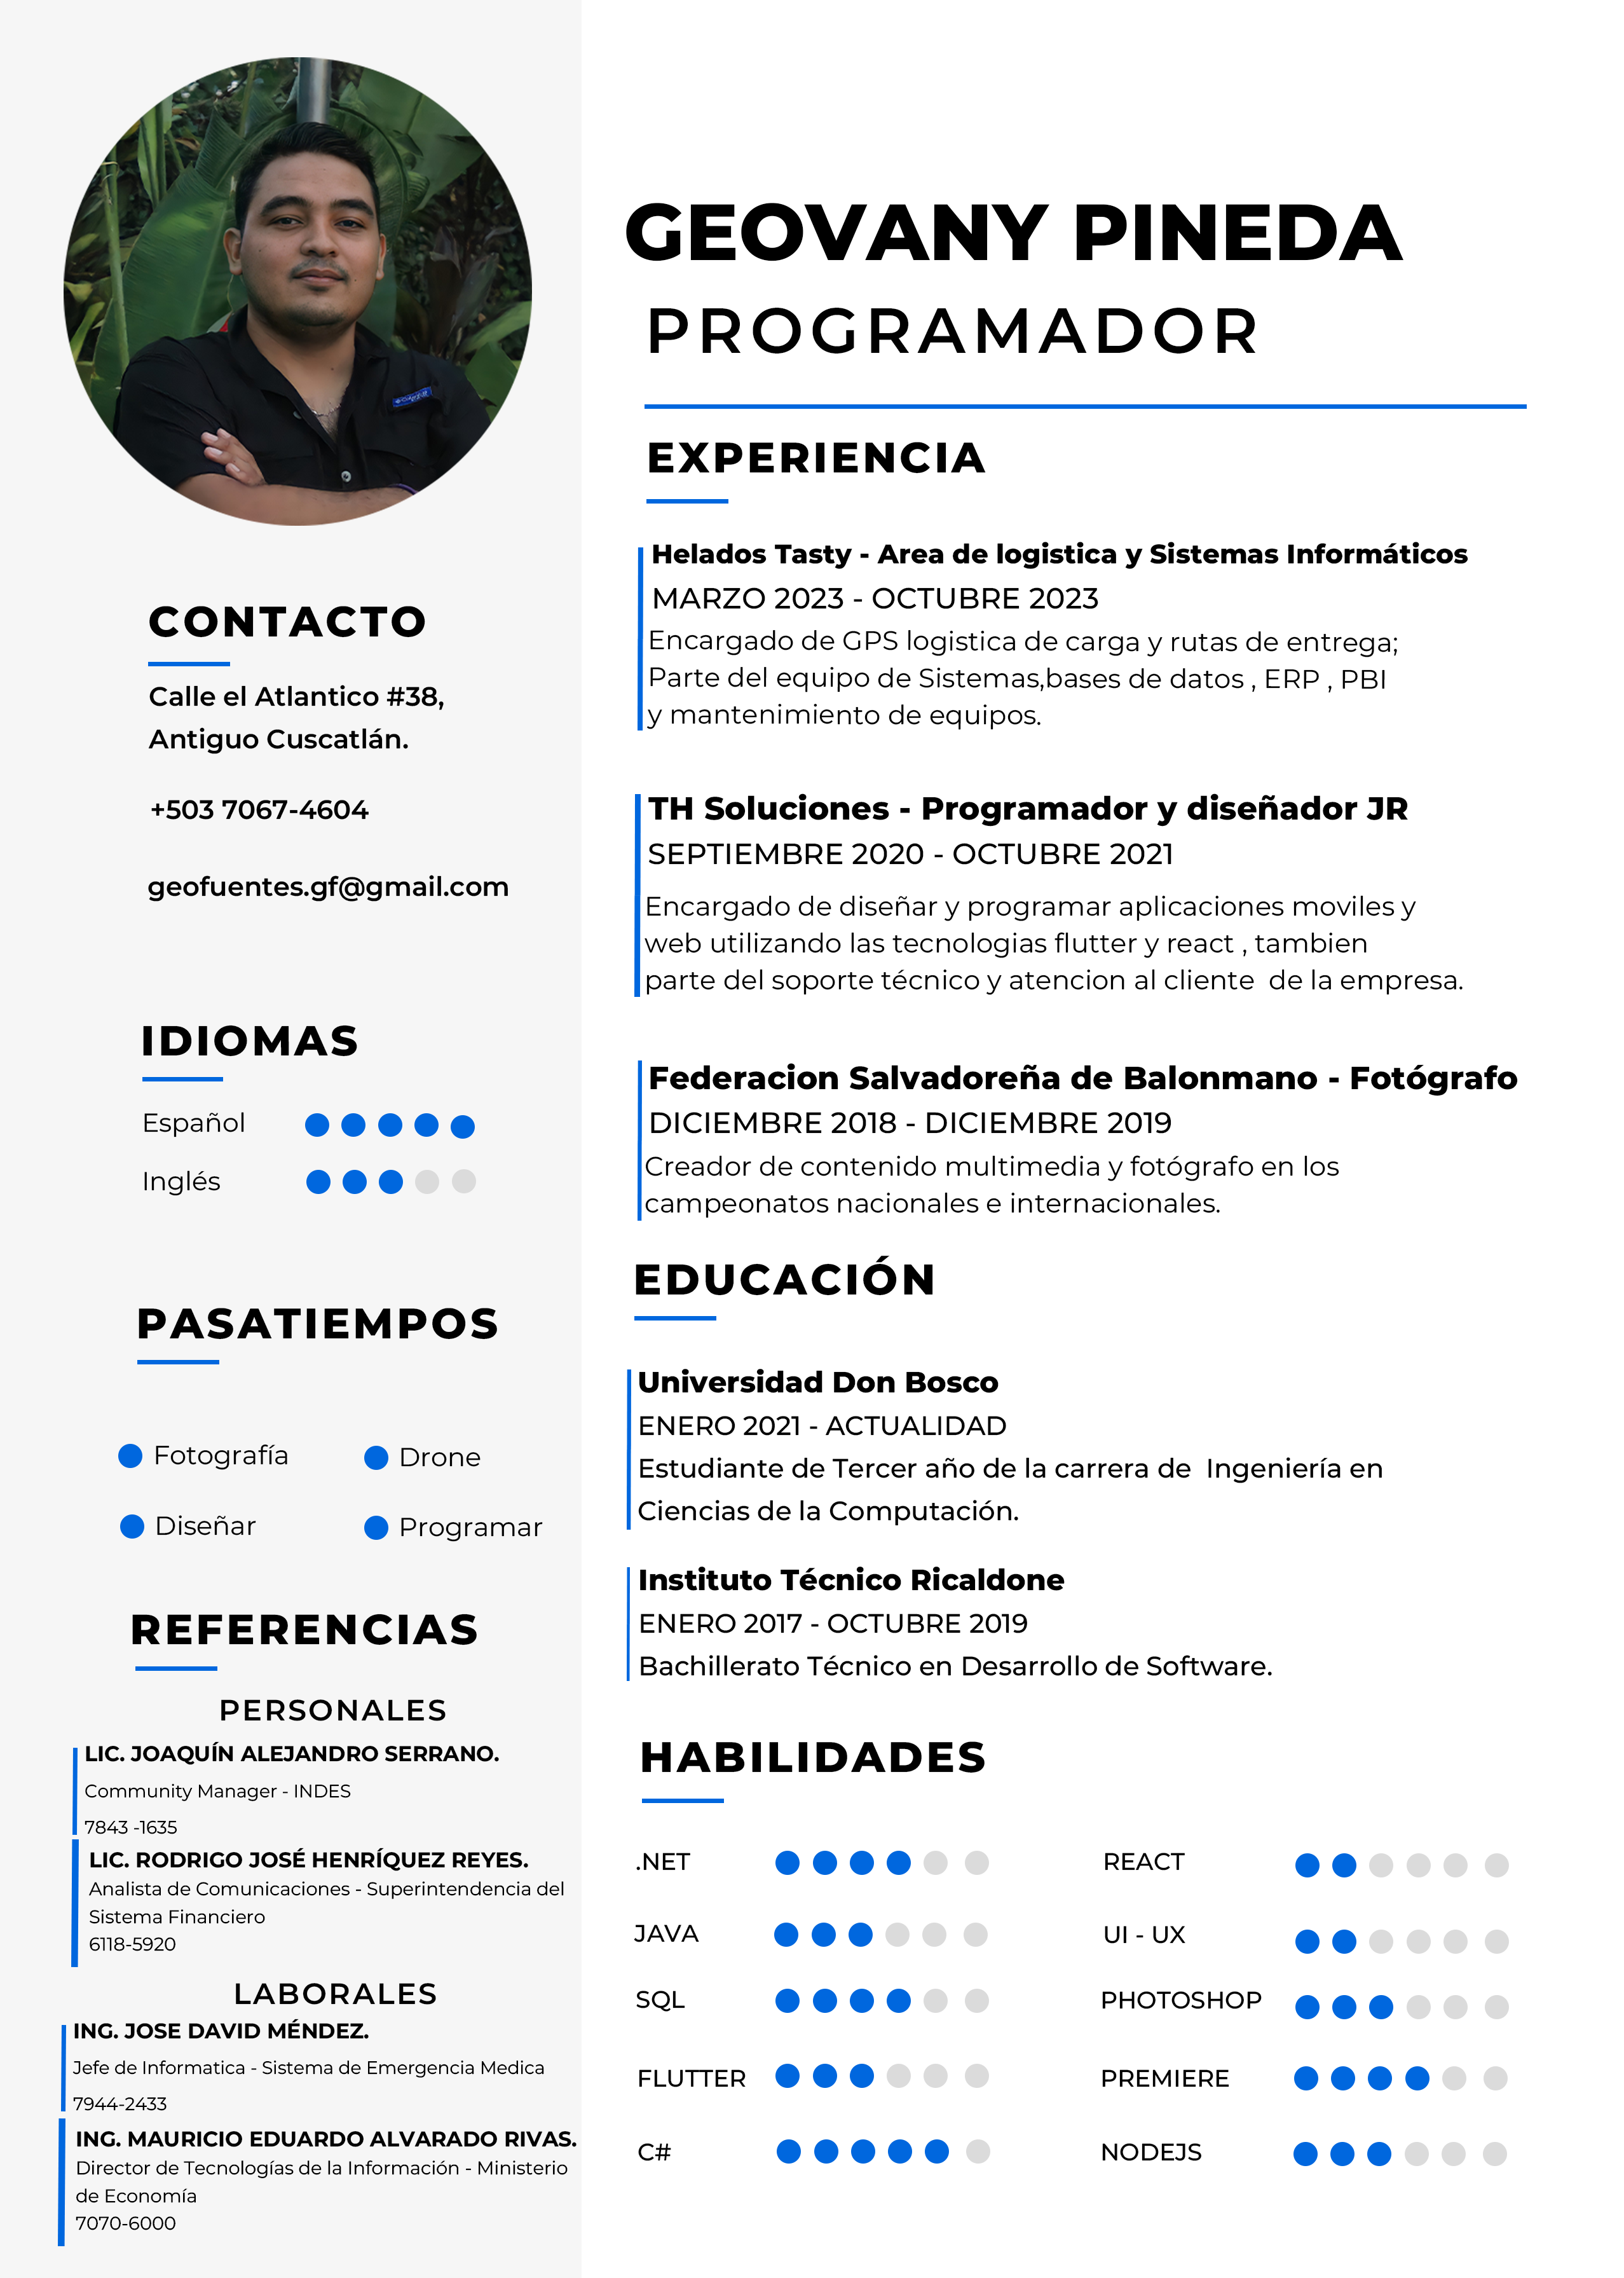 GEOVANY PINEDA
PROGRAMADOR
CONTACTO
Calle el Atlantico #38,
Antiguo Cuscatlán.
+503 7067-4604
geofuentes.gf@gmail.com
IDIOMAS
Español
Inglés
PASATIEMPOS
Fotografía
Drone
Diseñar
Programar
REFERENCIAS
PERSONALES
LIC. JOAQUÍN ALEJANDRO SERRANO.
Community Manager - INDES
7843 -1635
LIC. RODRIGO JOSÉ HENRÍQUEZ REYES.
Analista de Comunicaciones - Superintendencia del
Sistema Financiero
6118-5920
LABORALES
ING. JOSE DAVID MÉNDEZ.
Jefe de Informatica - Sistema de Emergencia Medica
7944-2433
ING. MAURICIO EDUARDO ALVARADO RIVAS.
Director de Tecnologías de la Información - Ministerio
de Economía
7070-6000
EXPERIENCIA
Helados Tasty - Area de logistica y Sistemas Informáticos
MARZO 2023 - OCTUBRE 2023
Encargado de GPS logistica de carga y rutas de entrega;
Parte del equipo de Sistemas,bases de datos , ERP , PBI
y mantenimiento de equipos.
TH Soluciones - Programador y diseñador JR
SEPTIEMBRE 2020 - OCTUBRE 2021
Encargado de diseñar y programar aplicaciones moviles y
web utilizando las tecnologias flutter y react , tambien
parte del soporte técnico y atencion al cliente  de la empresa.
Federacion Salvadoreña de Balonmano - Fotógrafo
DICIEMBRE 2018 - DICIEMBRE 2019
Creador de contenido multimedia y fotógrafo en los
campeonatos nacionales e internacionales.
EDUCACIÓN
Universidad Don Bosco
ENERO 2021 - ACTUALIDAD
Estudiante de Tercer año de la carrera de  Ingeniería en
Ciencias de la Computación.
Instituto Técnico Ricaldone
ENERO 2017 - OCTUBRE 2019
Bachillerato Técnico en Desarrollo de Software.
HABILIDADES
.NET
REACT
JAVA
UI - UX
SQL
PHOTOSHOP
FLUTTER
PREMIERE
C#
NODEJS